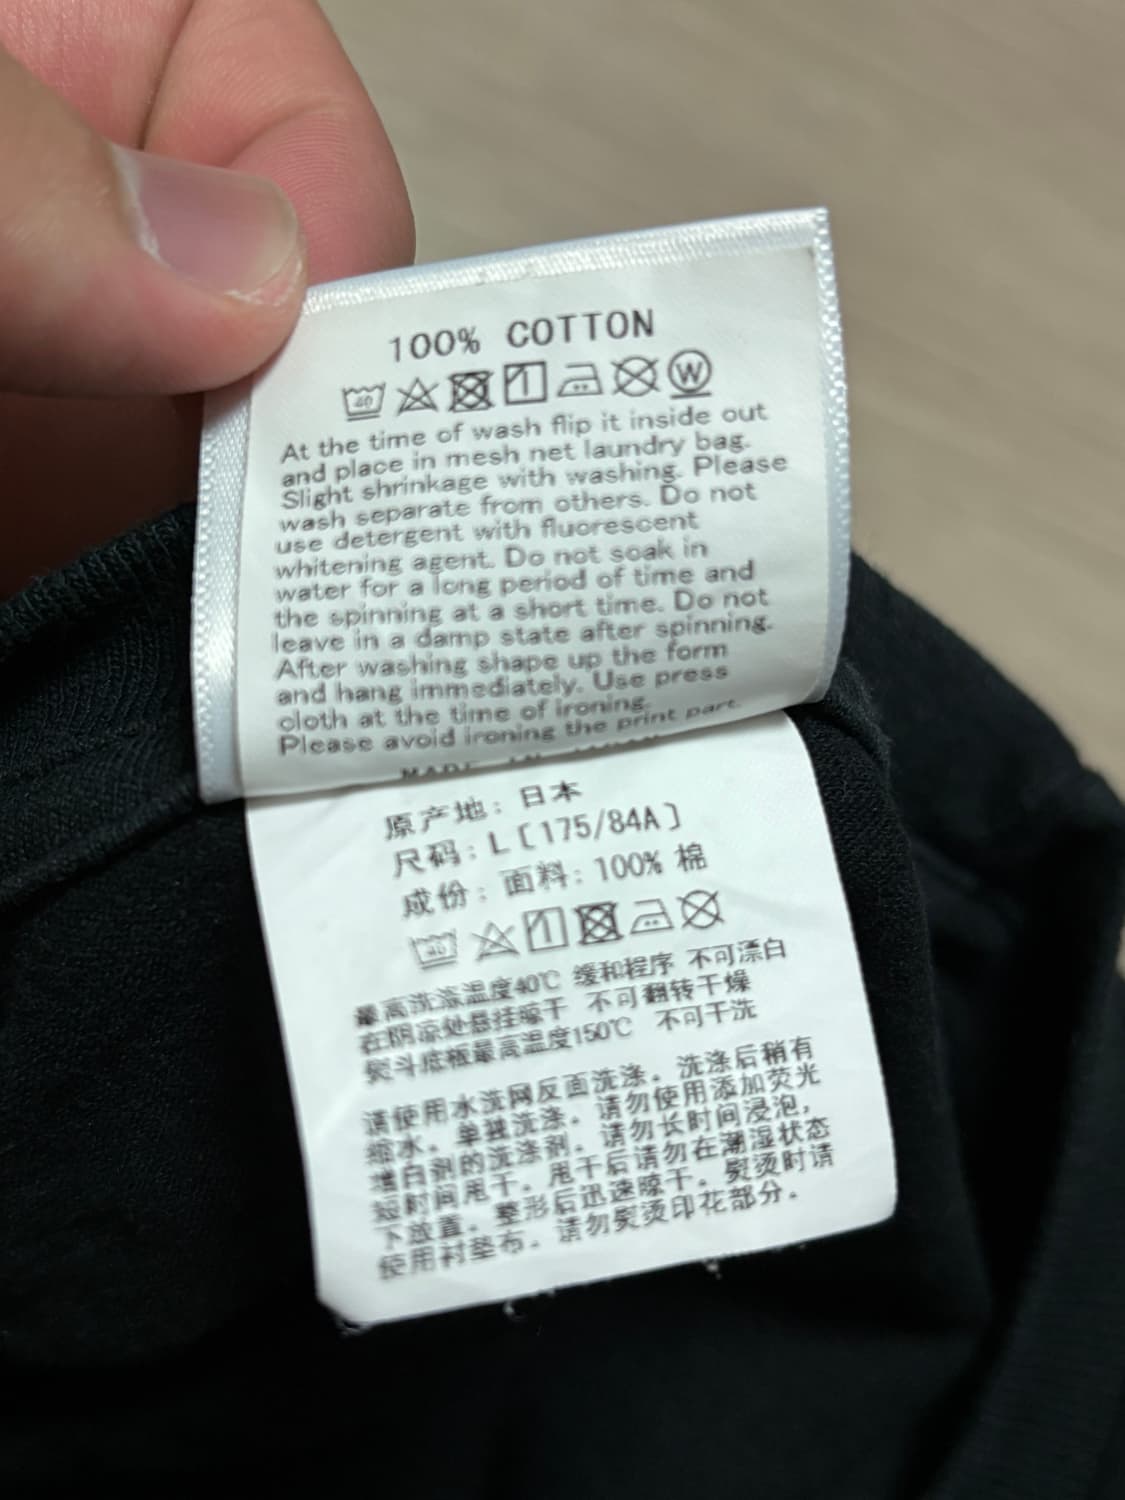 100% COTTON
40
W
At the time of wash flip it inside out
and place in mesh net laundry bag.
Slight shrinkage with washing. Please
wash separate from others. Do not
use detergent with fluorescent
whitening agent. Do not soak in
water for a long period of time and
the spinning at a short time. Do not
leave in a damp state after spinning.
After washing shape up the form
and hang immediately. Use press
cloth at the time of ironing.
Please avoid ironing the print part.
原产地: 日本
尺码: L [175/84A]
成份: 面料: 100% 棉
40
最高洗涤温度40℃ 缓和程序 不可漂白
在阴凉处悬挂晾干 不可翻转干燥
熨斗底板最高温度150℃ 不可干洗
请使用水洗网反面洗涤。洗涤后稍有
缩水。单独洗涤。请勿使用添加荧光
增白剂的洗涤剂。请勿长时间浸泡,
短时间甩干。甩干后请勿在潮湿状态
下放置。整形后迅速晾干。熨烫时请
使用衬垫布。请勿熨烫印花部分。